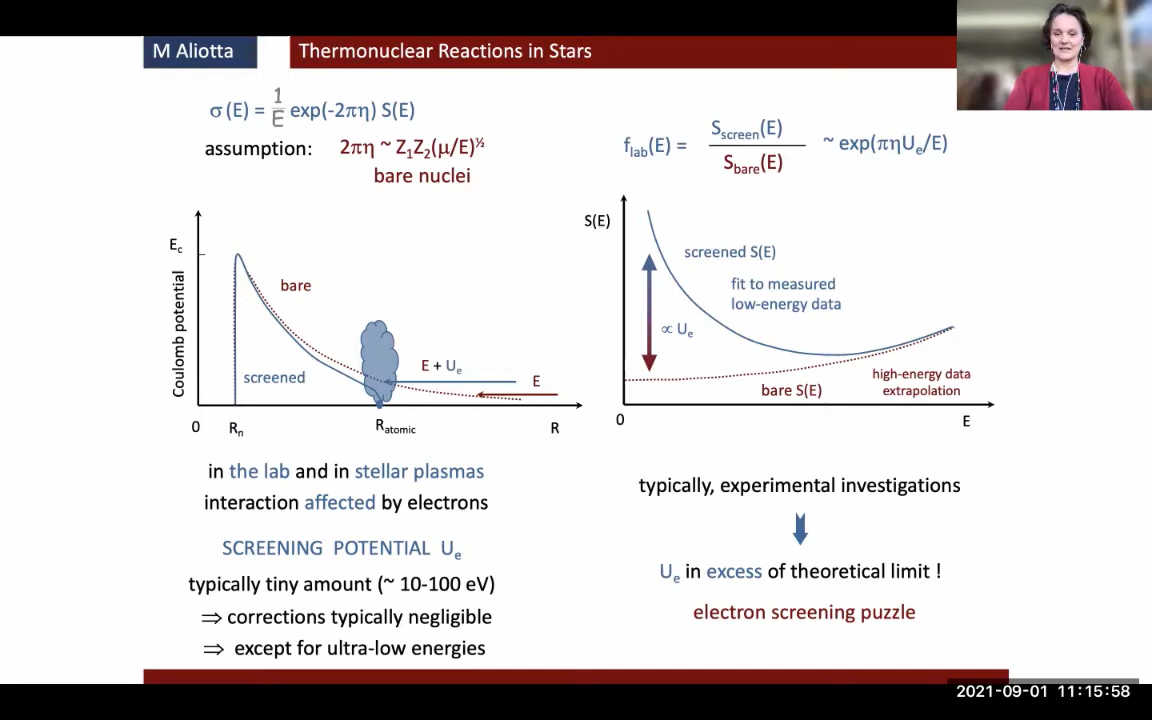 M Aliotta
Thermonuclear Reactions in Stars
σ (E) = 1/E exp(-2πη) S(E)
assumption: 2πη ~ Z₁Z₂(μ/E)^½
bare nuclei
f_lab(E) = S_screen(E) / S_bare(E) ~ exp(πηU_e/E)
E_c
Coulomb potential
bare
screened
E + U_e
E
0
R_n
R_atomic
R
S(E)
screened S(E)
fit to measured
low-energy data
∝ U_e
bare S(E)
high-energy data
extrapolation
0
E
in the lab and in stellar plasmas
interaction affected by electrons
SCREENING POTENTIAL U_e
typically tiny amount (~ 10-100 eV)
⇒ corrections typically negligible
⇒ except for ultra-low energies
typically, experimental investigations
U_e in excess of theoretical limit !
electron screening puzzle
2021-09-01 11:15:58